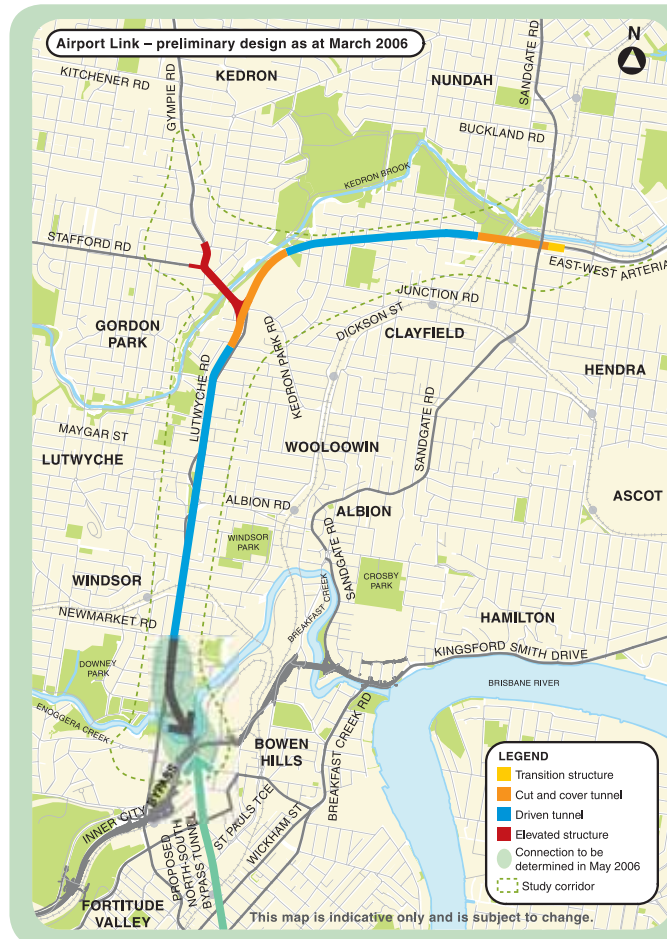 Airport Link – preliminary design as at March 2006
N
KITCHENER RD
KEDRON
GYMPIE RD
NUNDAH
SANDGATE RD
BUCKLAND RD
KEDRON BROOK
STAFFORD RD
EAST-WEST ARTERIA
JUNCTION RD
DICKSON ST
GORDON
PARK
CLAYFIELD
KEDRON PARK RD
HENDRA
LUTWYCHE RD
MAYGAR ST
LUTWYCHE
WOOLOOWIN
SANDGATE RD
ASCOT
ALBION RD
ALBION
WINDSOR
PARK
SANDGATE RD
CROSBY
PARK
WINDSOR
NEWMARKET RD
BREAKFAST CREEK
HAMILTON
KINGSFORD SMITH DRIVE
DOWNEY
PARK
BRISBANE RIVER
ENOGGERA CREEK
BOWEN
HILLS
BREAKFAST CREEK RD
INNER CITY BYPASS
ST PAULS TCE
WICKHAM ST
PROPOSED
NORTH-SOUTH
BYPASS TUNNEL
FORTITUDE
VALLEY
LEGEND
Transition structure
Cut and cover tunnel
Driven tunnel
Elevated structure
Connection to be
determined in May 2006
Study corridor
This map is indicative only and is subject to change.